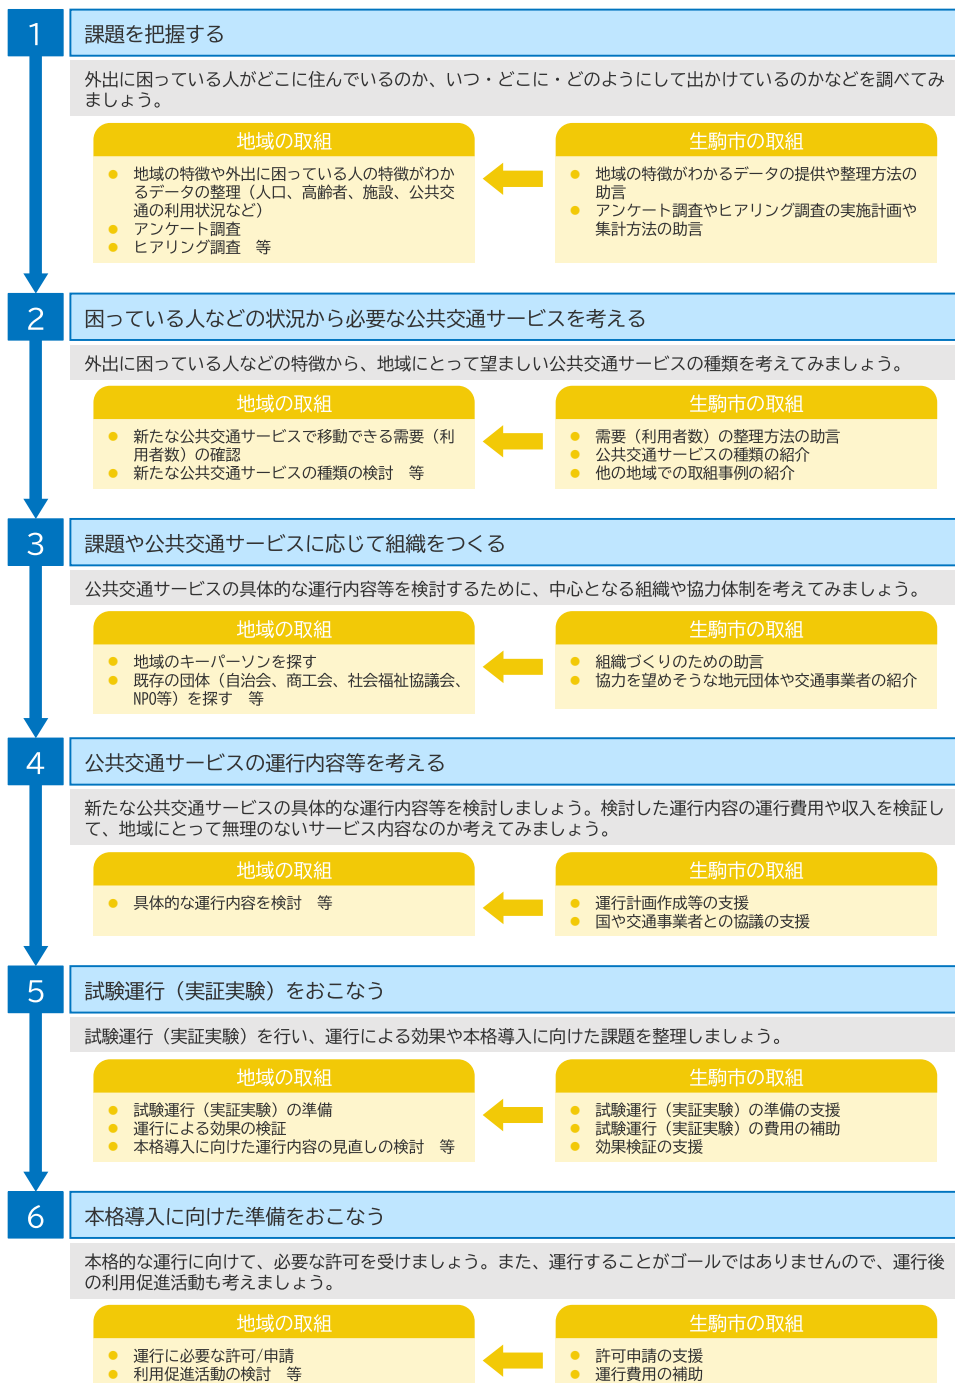 1
課題を把握する
外出に困っている人がどこに住んでいるのか、いつ・どこに・どのようにして出かけているのかなどを調べてみ
ましょう。
地域の取組
● 地域の特徴や外出に困っている人の特徴がわか
るデータの整理（人口、高齢者、施設、公共交
通の利用状況など）
● アンケート調査
● ヒアリング調査　等
生駒市の取組
● 地域の特徴がわかるデータの提供や整理方法の
助言
● アンケート調査やヒアリング調査の実施計画や
集計方法の助言
2
困っている人などの状況から必要な公共交通サービスを考える
外出に困っている人などの特徴から、地域にとって望ましい公共交通サービスの種類を考えてみましょう。
地域の取組
● 新たな公共交通サービスで移動できる需要（利
用者数）の確認
● 新たな公共交通サービスの種類の検討　等
生駒市の取組
● 需要（利用者数）の整理方法の助言
● 公共交通サービスの種類の紹介
● 他の地域での取組事例の紹介
3
課題や公共交通サービスに応じて組織をつくる
公共交通サービスの具体的な運行内容等を検討するために、中心となる組織や協力体制を考えてみましょう。
地域の取組
● 地域のキーパーソンを探す
● 既存の団体（自治会、商工会、社会福祉協議会、
NPO等）を探す　等
生駒市の取組
● 組織づくりのための助言
● 協力を望めそうな地元団体や交通事業者の紹介
4
公共交通サービスの運行内容等を考える
新たな公共交通サービスの具体的な運行内容等を検討しましょう。検討した運行内容の運行費用や収入を検証し
て、地域にとって無理のないサービス内容なのか考えてみましょう。
地域の取組
● 具体的な運行内容を検討　等
生駒市の取組
● 運行計画作成等の支援
● 国や交通事業者との協議の支援
5
試験運行（実証実験）をおこなう
試験運行（実証実験）を行い、運行による効果や本格導入に向けた課題を整理しましょう。
地域の取組
● 試験運行（実証実験）の準備
● 運行による効果の検証
● 本格導入に向けた運行内容の見直しの検討　等
生駒市の取組
● 試験運行（実証実験）の準備の支援
● 試験運行（実証実験）の費用の補助
● 効果検証の支援
6
本格導入に向けた準備をおこなう
本格的な運行に向けて、必要な許可を受けましょう。また、運行することがゴールではありませんので、運行後
の利用促進活動も考えましょう。
地域の取組
● 運行に必要な許可/申請
● 利用促進活動の検討　等
生駒市の取組
● 許可申請の支援
● 運行費用の補助